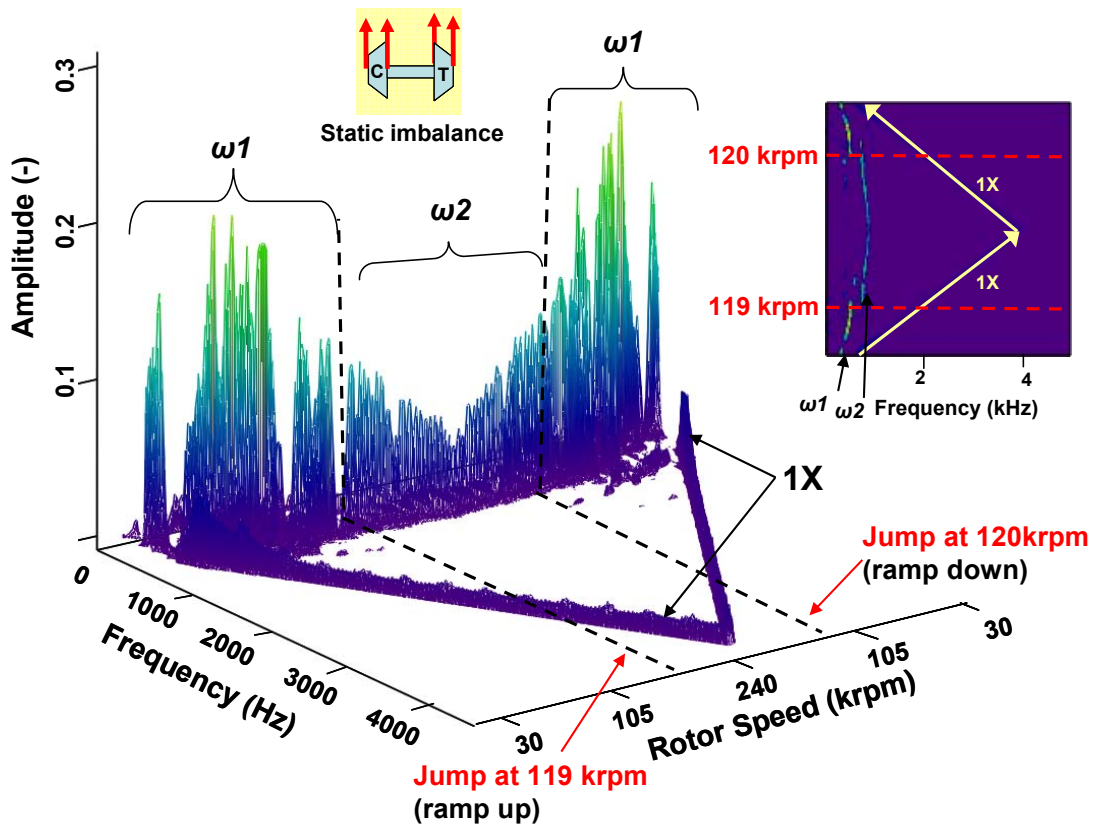 C T
Static imbalance
ω1
ω2
ω1
Amplitude (-)
0.3
0.2
0.1
0
1000
2000
3000
4000
Frequency (Hz)
30
105
240
105
30
Rotor Speed (krpm)
1X
Jump at 119 krpm
(ramp up)
Jump at 120krpm
(ramp down)
120 krpm
119 krpm
1X
1X
2
4
ω1 ω2 Frequency (kHz)